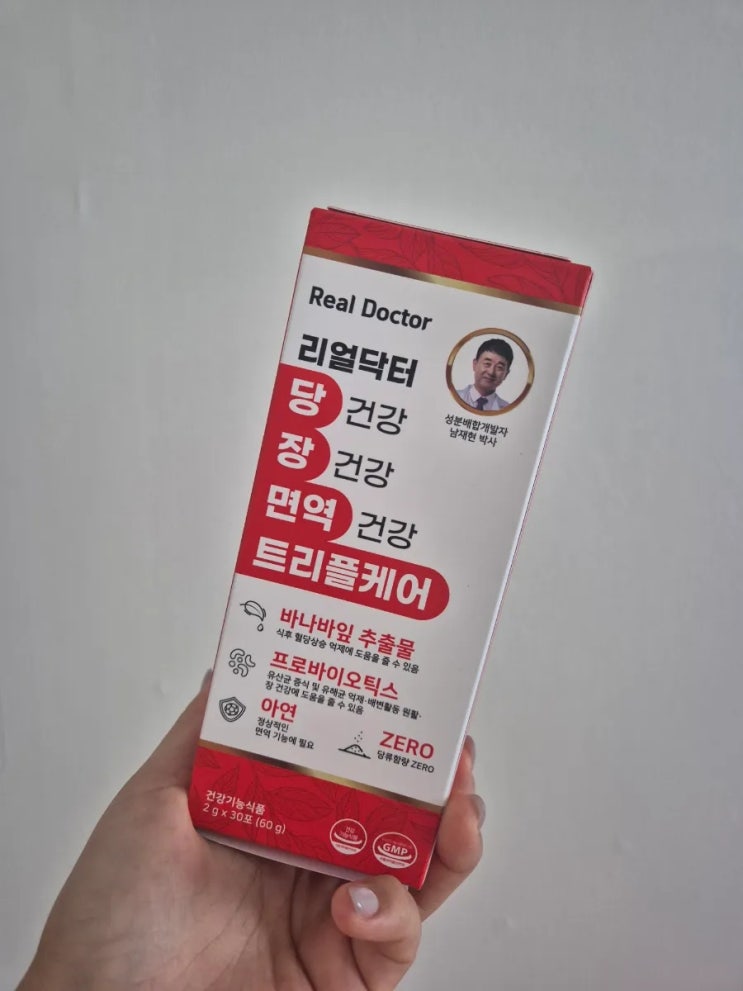 Real Doctor
리얼닥터
성분배합개발자
남재현 박사
당 건강
장 건강
면역 건강
트리플케어
바나바잎 추출물
식후 혈당상승 억제에 도움을 줄 수 있음
프로바이오틱스
유산균 증식 및 유해균 억제·배변활동 원활·
장 건강에 도움을 줄 수 있음
아연
정상적인
면역 기능에 필요
ZERO
당류함량 ZERO
건강기능식품
2 g x 30포 (60 g)
건강
기능식품
GMP